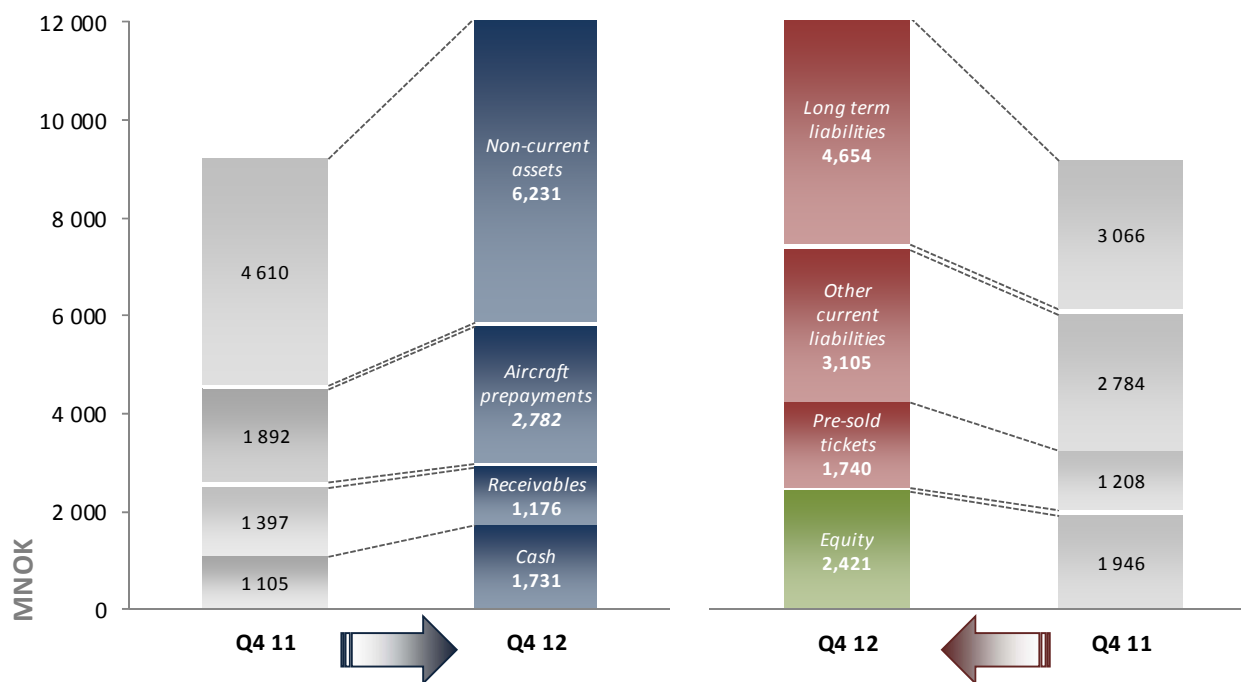 12 000
10 000
8 000
6 000
4 000
2 000
0
MNOK
4 610
1 892
1 397
1 105
Non-current
assets
6,231
Aircraft
prepayments
2,782
Receivables
1,176
Cash
1,731
Q4 11
Q4 12
Long term
liabilities
4,654
Other
current
liabilities
3,105
Pre-sold
tickets
1,740
Equity
2,421
3 066
2 784
1 208
1 946
Q4 12
Q4 11